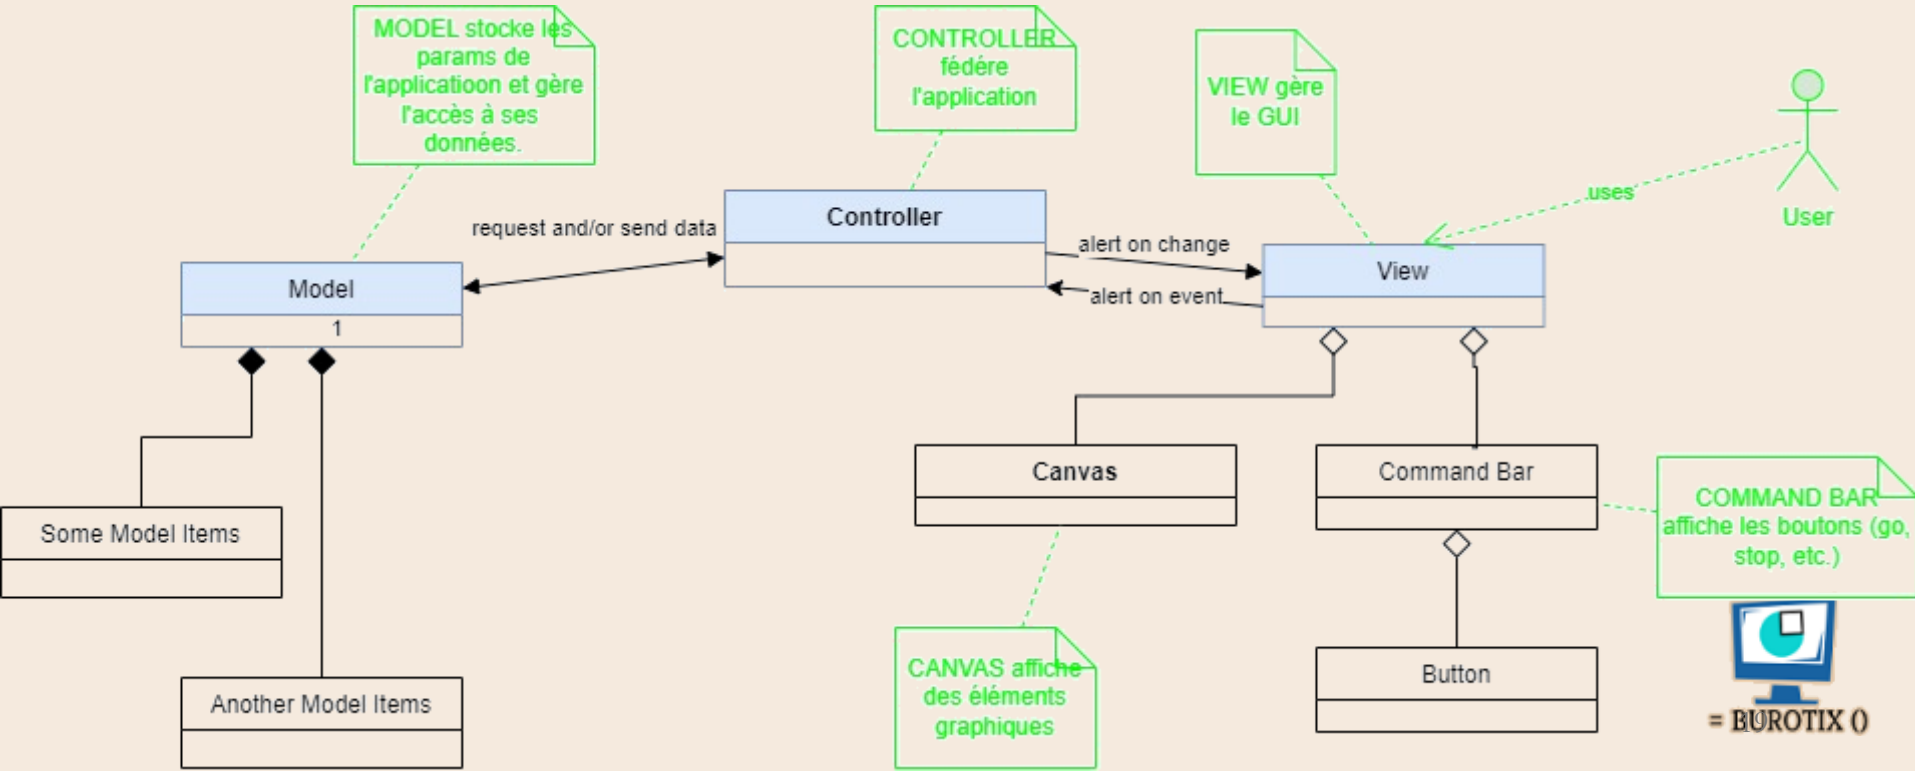 MODEL stocke les
params de
l'applicatioon et gère
l'accès à ses
données.
CONTROLLER
fédére
l'application
VIEW gère
le GUI
uses
User
request and/or send data
Controller
alert on change
alert on event
View
Model
1
Some Model Items
Another Model Items
Canvas
Command Bar
COMMAND BAR
affiche les boutons (go,
stop, etc.)
CANVAS affiche
des éléments
graphiques
Button
= BUROTIX ()